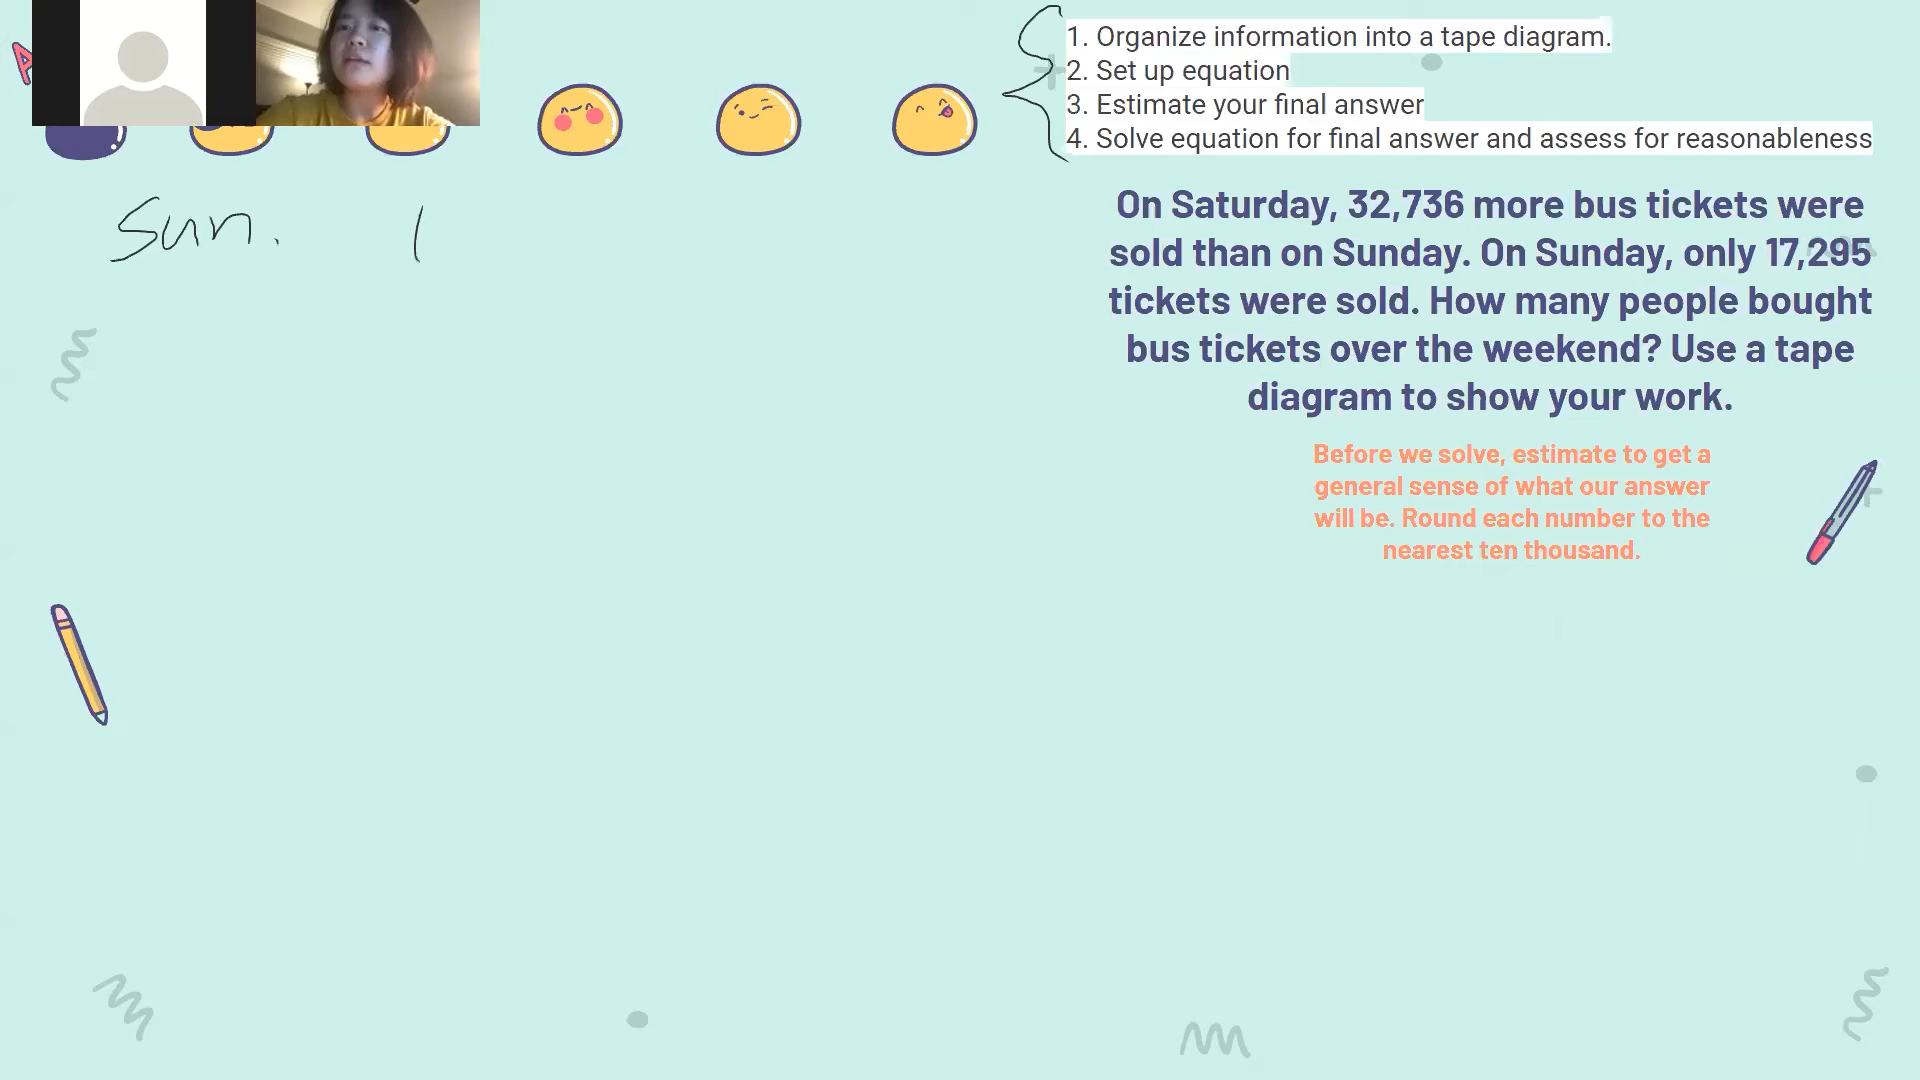 1. Organize information into a tape diagram.
2. Set up equation
3. Estimate your final answer
4. Solve equation for final answer and assess for reasonableness
Sun. 1
On Saturday, 32,736 more bus tickets were
sold than on Sunday. On Sunday, only 17,295
tickets were sold. How many people bought
bus tickets over the weekend? Use a tape
diagram to show your work.
Before we solve, estimate to get a
general sense of what our answer
will be. Round each number to the
nearest ten thousand.